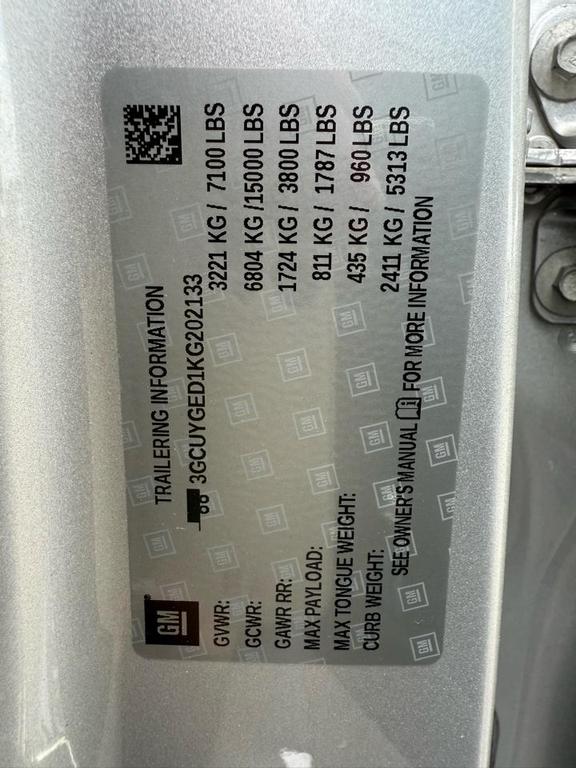 GM
TRAILERING INFORMATION
3GCUYGED1KG202133
GVWR: 3221 KG / 7100 LBS
GCWR: 6804 KG /15000 LBS
GAWR RR: 1724 KG / 3800 LBS
MAX PAYLOAD: 811 KG / 1787 LBS
MAX TONGUE WEIGHT: 435 KG / 960 LBS
CURB WEIGHT: 2411 KG / 5313 LBS
SEE OWNER'S MANUAL FOR MORE INFORMATION